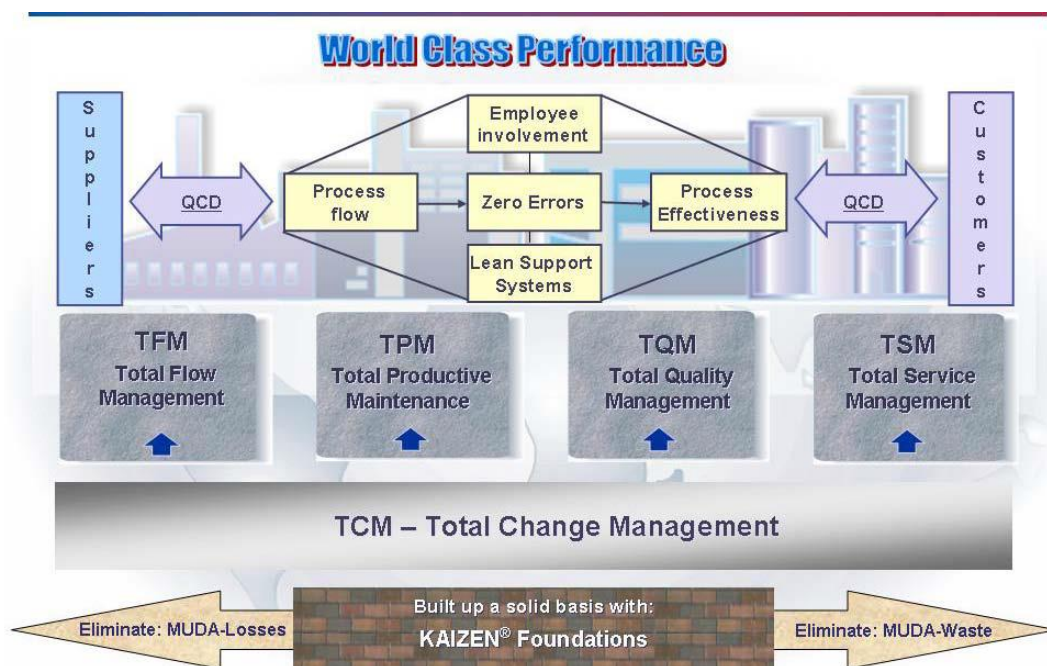 World Class Performance
Suppliers
QCD
Employee
involvement
Process
flow
Zero Errors
Process
Effectiveness
Lean Support
Systems
QCD
Customers
TFM
Total Flow
Management
TPM
Total Productive
Maintenance
TQM
Total Quality
Management
TSM
Total Service
Management
TCM – Total Change Management
Eliminate: MUDA-Losses
Built up a solid basis with:
KAIZEN® Foundations
Eliminate: MUDA-Waste